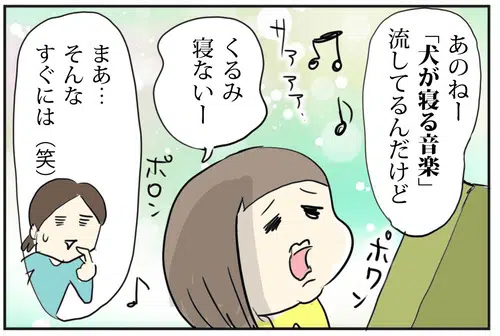 あのねー
「犬が寝る音楽」
流してるんだけど
くるみ
寝ないー
サァァァ.
ポロン
ポワン
まあ…
そんな
すぐには
(笑)